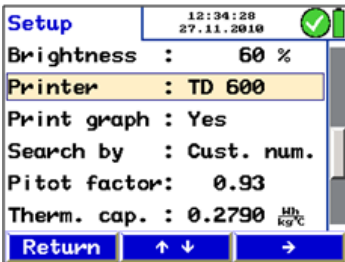 Setup
12:34:28
27.11.2010
Brightness : 60 %
Printer : TD 600
Print graph : Yes
Search by : Cust. num.
Pitot factor: 0.93
Therm. cap. : 0.2790 Wh/kg°C
Return ↑ ↓ →